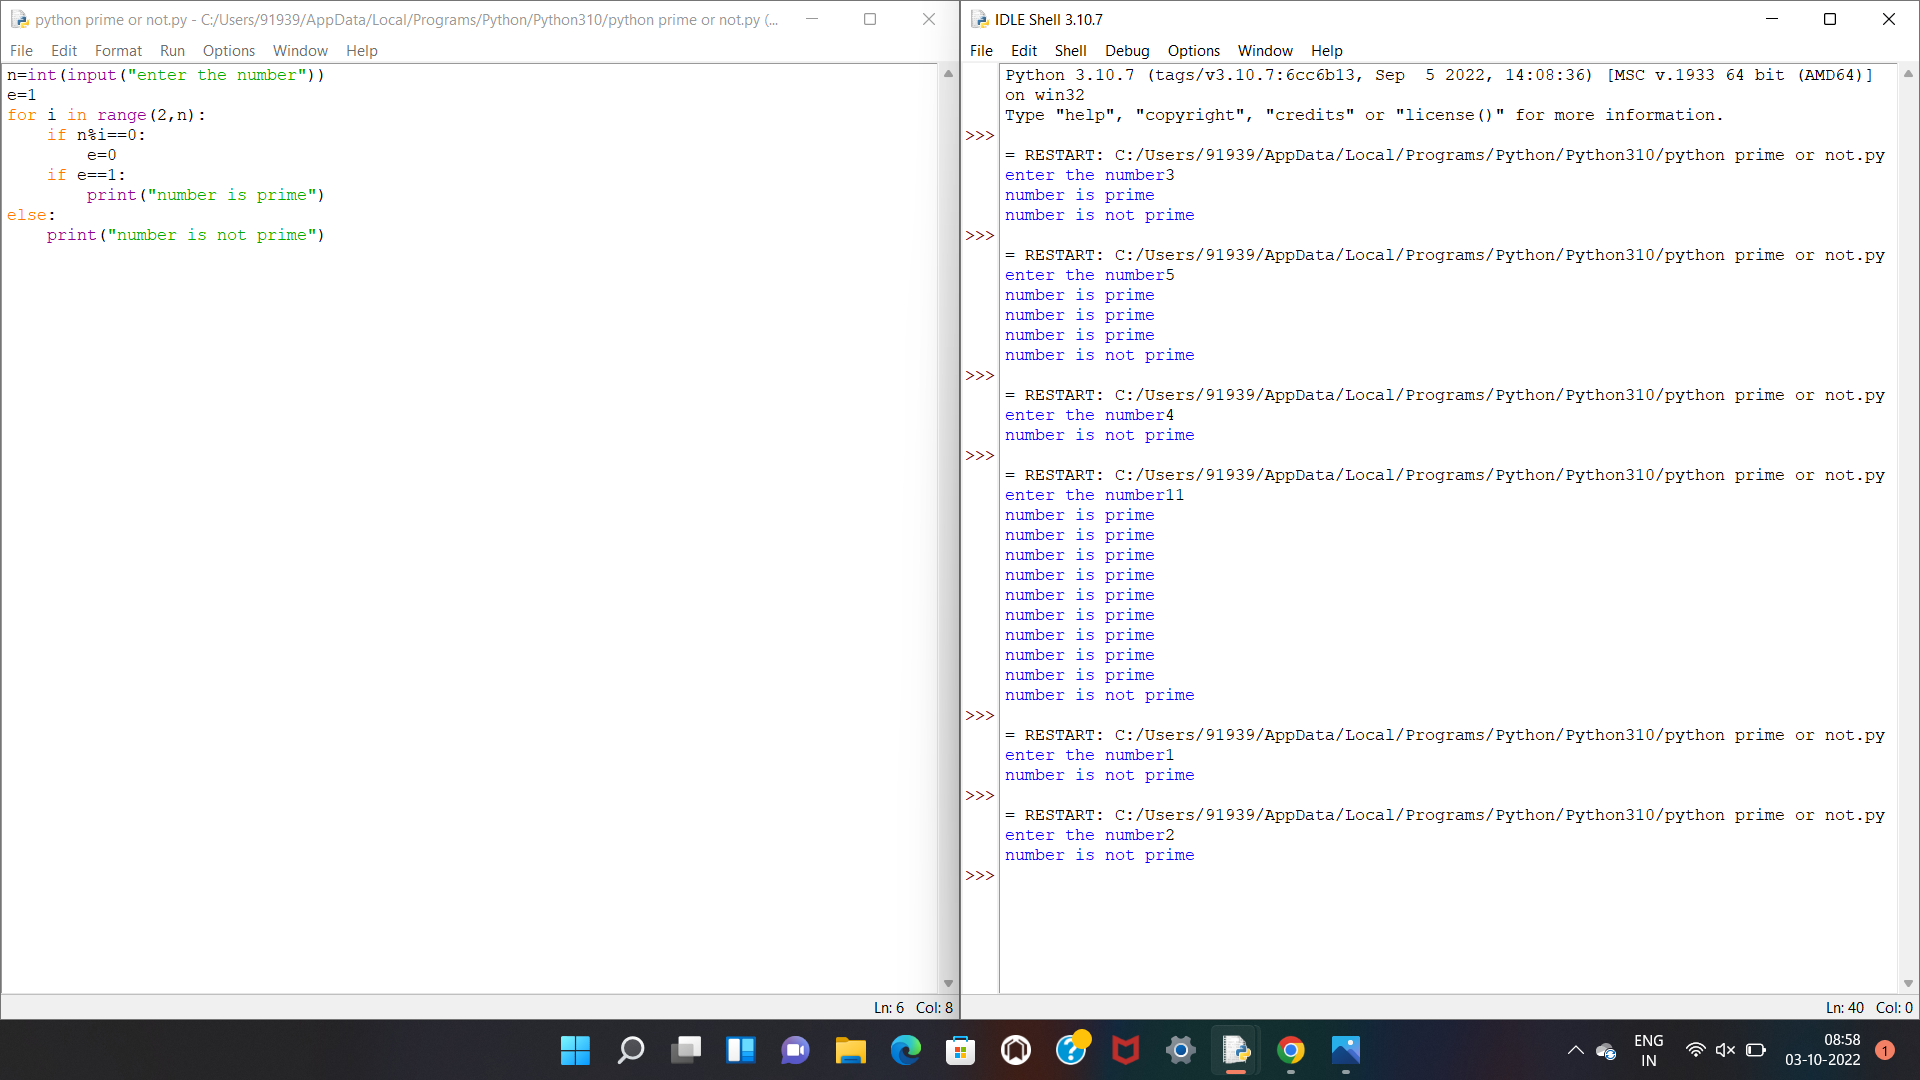 python prime or not.py - C:/Users/91939/AppData/Local/Programs/Python/Python310/python prime or not.py (...
File Edit Format Run Options Window Help
n=int(input("enter the number"))
e=1
for i in range(2,n):
    if n%i==0:
        e=0
    if e==1:
        print("number is prime")
else:
    print("number is not prime")
Ln: 6 Col: 8
IDLE Shell 3.10.7
File Edit Shell Debug Options Window Help
Python 3.10.7 (tags/v3.10.7:6cc6b13, Sep  5 2022, 14:08:36) [MSC v.1933 64 bit (AMD64)]
on win32
Type "help", "copyright", "credits" or "license()" for more information.
>>>
= RESTART: C:/Users/91939/AppData/Local/Programs/Python/Python310/python prime or not.py
enter the number3
number is prime
number is not prime
>>>
= RESTART: C:/Users/91939/AppData/Local/Programs/Python/Python310/python prime or not.py
enter the number5
number is prime
number is prime
number is prime
number is not prime
>>>
= RESTART: C:/Users/91939/AppData/Local/Programs/Python/Python310/python prime or not.py
enter the number4
number is not prime
>>>
= RESTART: C:/Users/91939/AppData/Local/Programs/Python/Python310/python prime or not.py
enter the number11
number is prime
number is prime
number is prime
number is prime
number is prime
number is prime
number is prime
number is prime
number is prime
number is not prime
>>>
= RESTART: C:/Users/91939/AppData/Local/Programs/Python/Python310/python prime or not.py
enter the number1
number is not prime
>>>
= RESTART: C:/Users/91939/AppData/Local/Programs/Python/Python310/python prime or not.py
enter the number2
number is not prime
>>>
Ln: 40 Col: 0
ENG
IN
08:58
03-10-2022
1